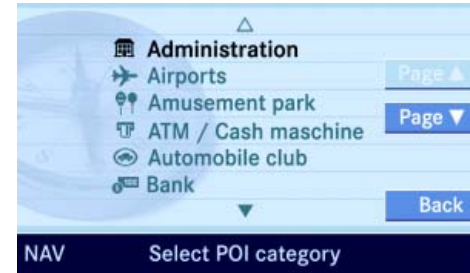 Administration
Airports
Page ▲
Amusement park
Page ▼
ATM / Cash maschine
Automobile club
Bank
Back
NAV Select POI category